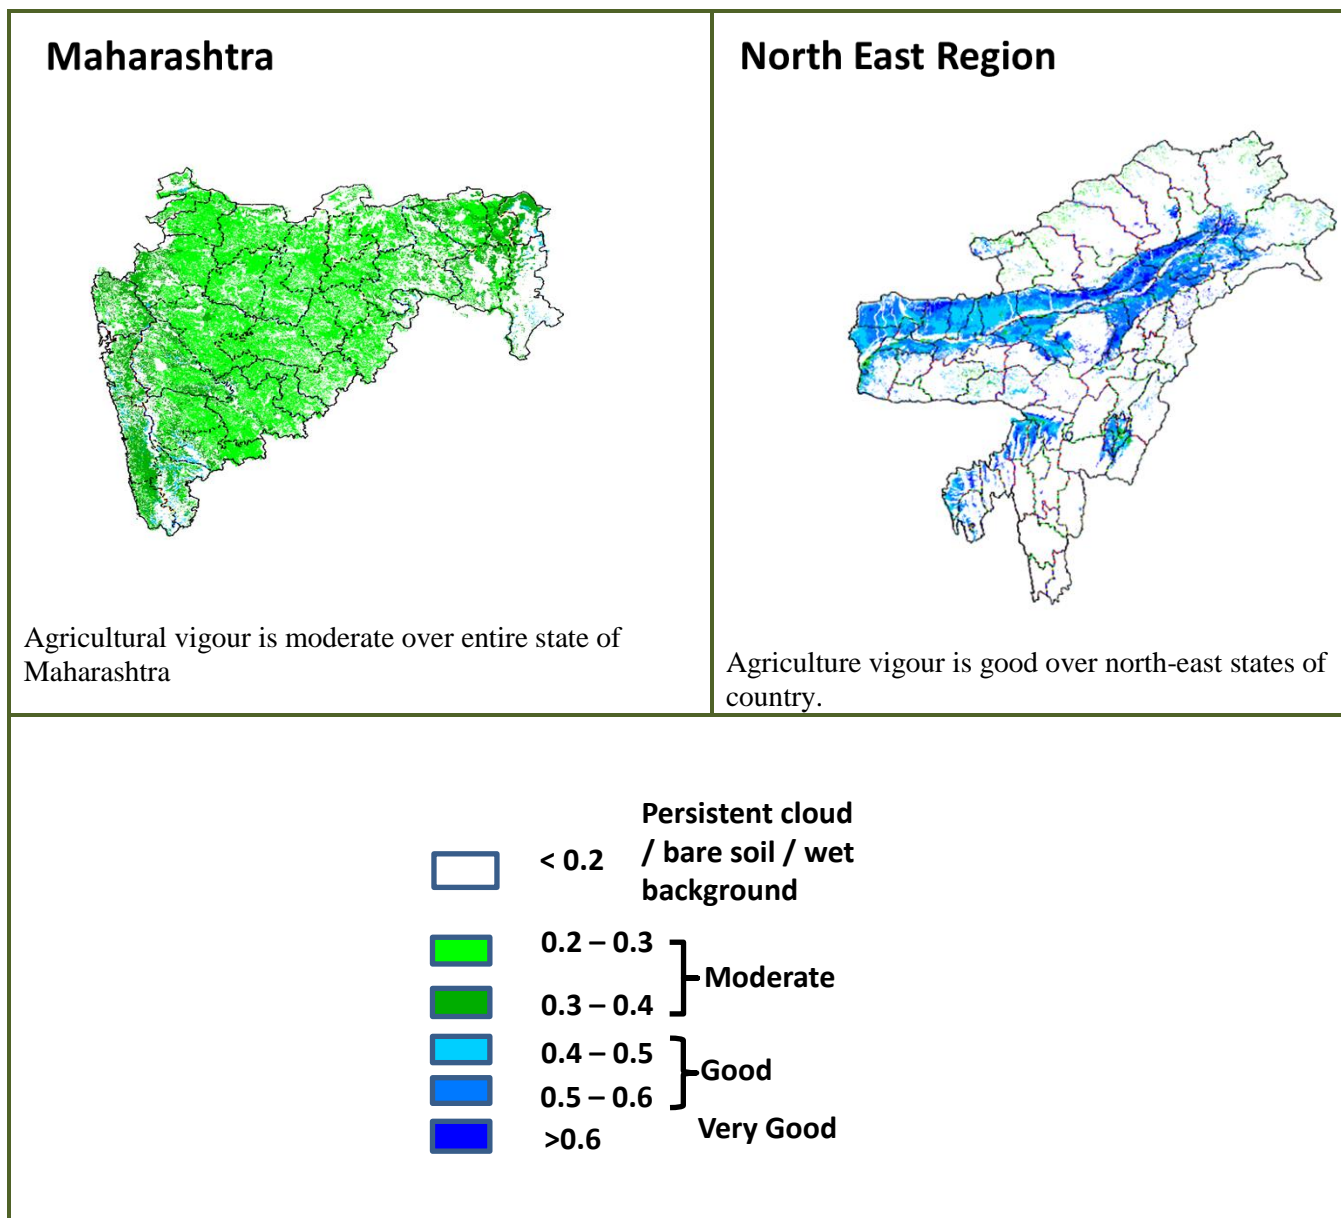 Maharashtra
North East Region
Agricultural vigour is moderate over entire state of
Maharashtra
Agriculture vigour is good over north-east states of
country.
< 0.2
Persistent cloud
/ bare soil / wet
background
0.2 – 0.3
Moderate
0.3 – 0.4
0.4 – 0.5
Good
0.5 – 0.6
>0.6
Very Good